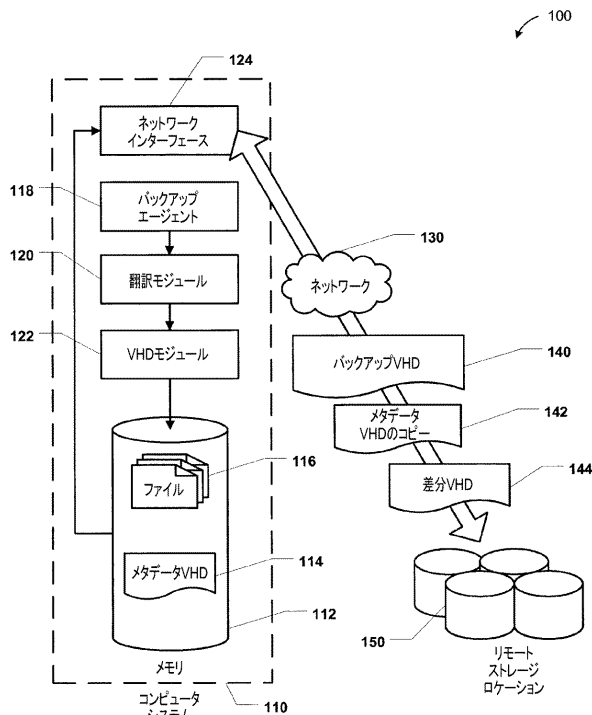 100
124
ネットワーク
インターフェース
118
バックアップ
エージェント
130
120
翻訳モジュール
ネットワーク
122
VHDモジュール
バックアップVHD
140
メタデータ
VHDのコピー
142
116
ファイル
差分VHD
144
メタデータVHD
114
112
150
メモリ
リモート
ストレージ
ロケーション
コンピュータ
システム
110